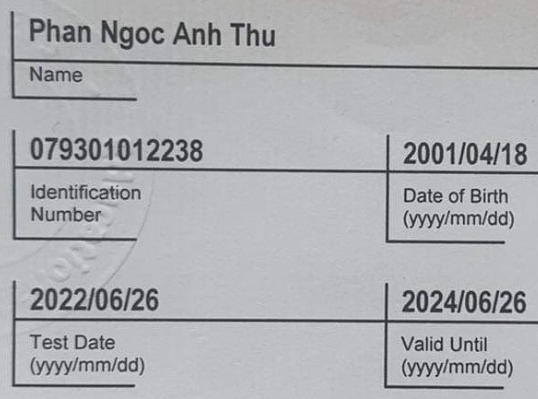 Phan Ngoc Anh Thu
Name
079301012238
2001/04/18
Identification
Number
Date of Birth
(yyyy/mm/dd)
2022/06/26
2024/06/26
Test Date
(yyyy/mm/dd)
Valid Until
(yyyy/mm/dd)